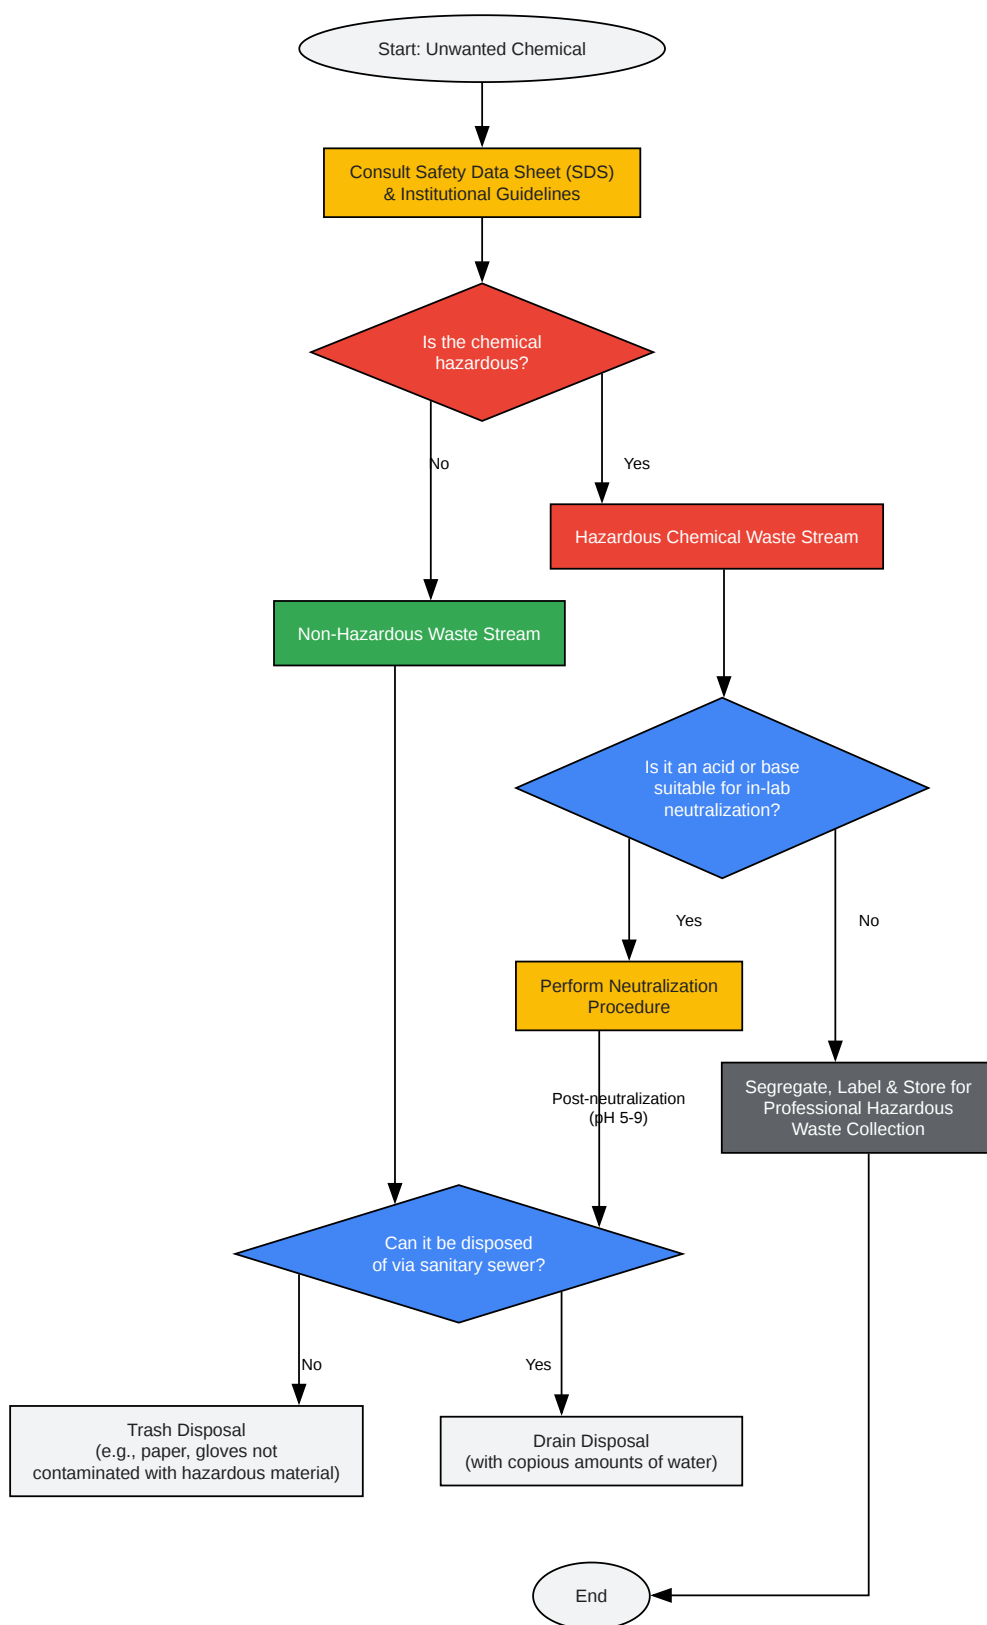 Start: Unwanted Chemical
Consult Safety Data Sheet (SDS)
& Institutional Guidelines
Is the chemical
hazardous?
No
Yes
Hazardous Chemical Waste Stream
Non-Hazardous Waste Stream
Is it an acid or base
suitable for in-lab
neutralization?
Yes
No
Perform Neutralization
Procedure
Segregate, Label & Store for
Professional Hazardous
Waste Collection
Post-neutralization
(pH 5-9)
Can it be disposed
of via sanitary sewer?
No
Yes
Trash Disposal
(e.g., paper, gloves not
contaminated with hazardous material)
Drain Disposal
(with copious amounts of water)
End